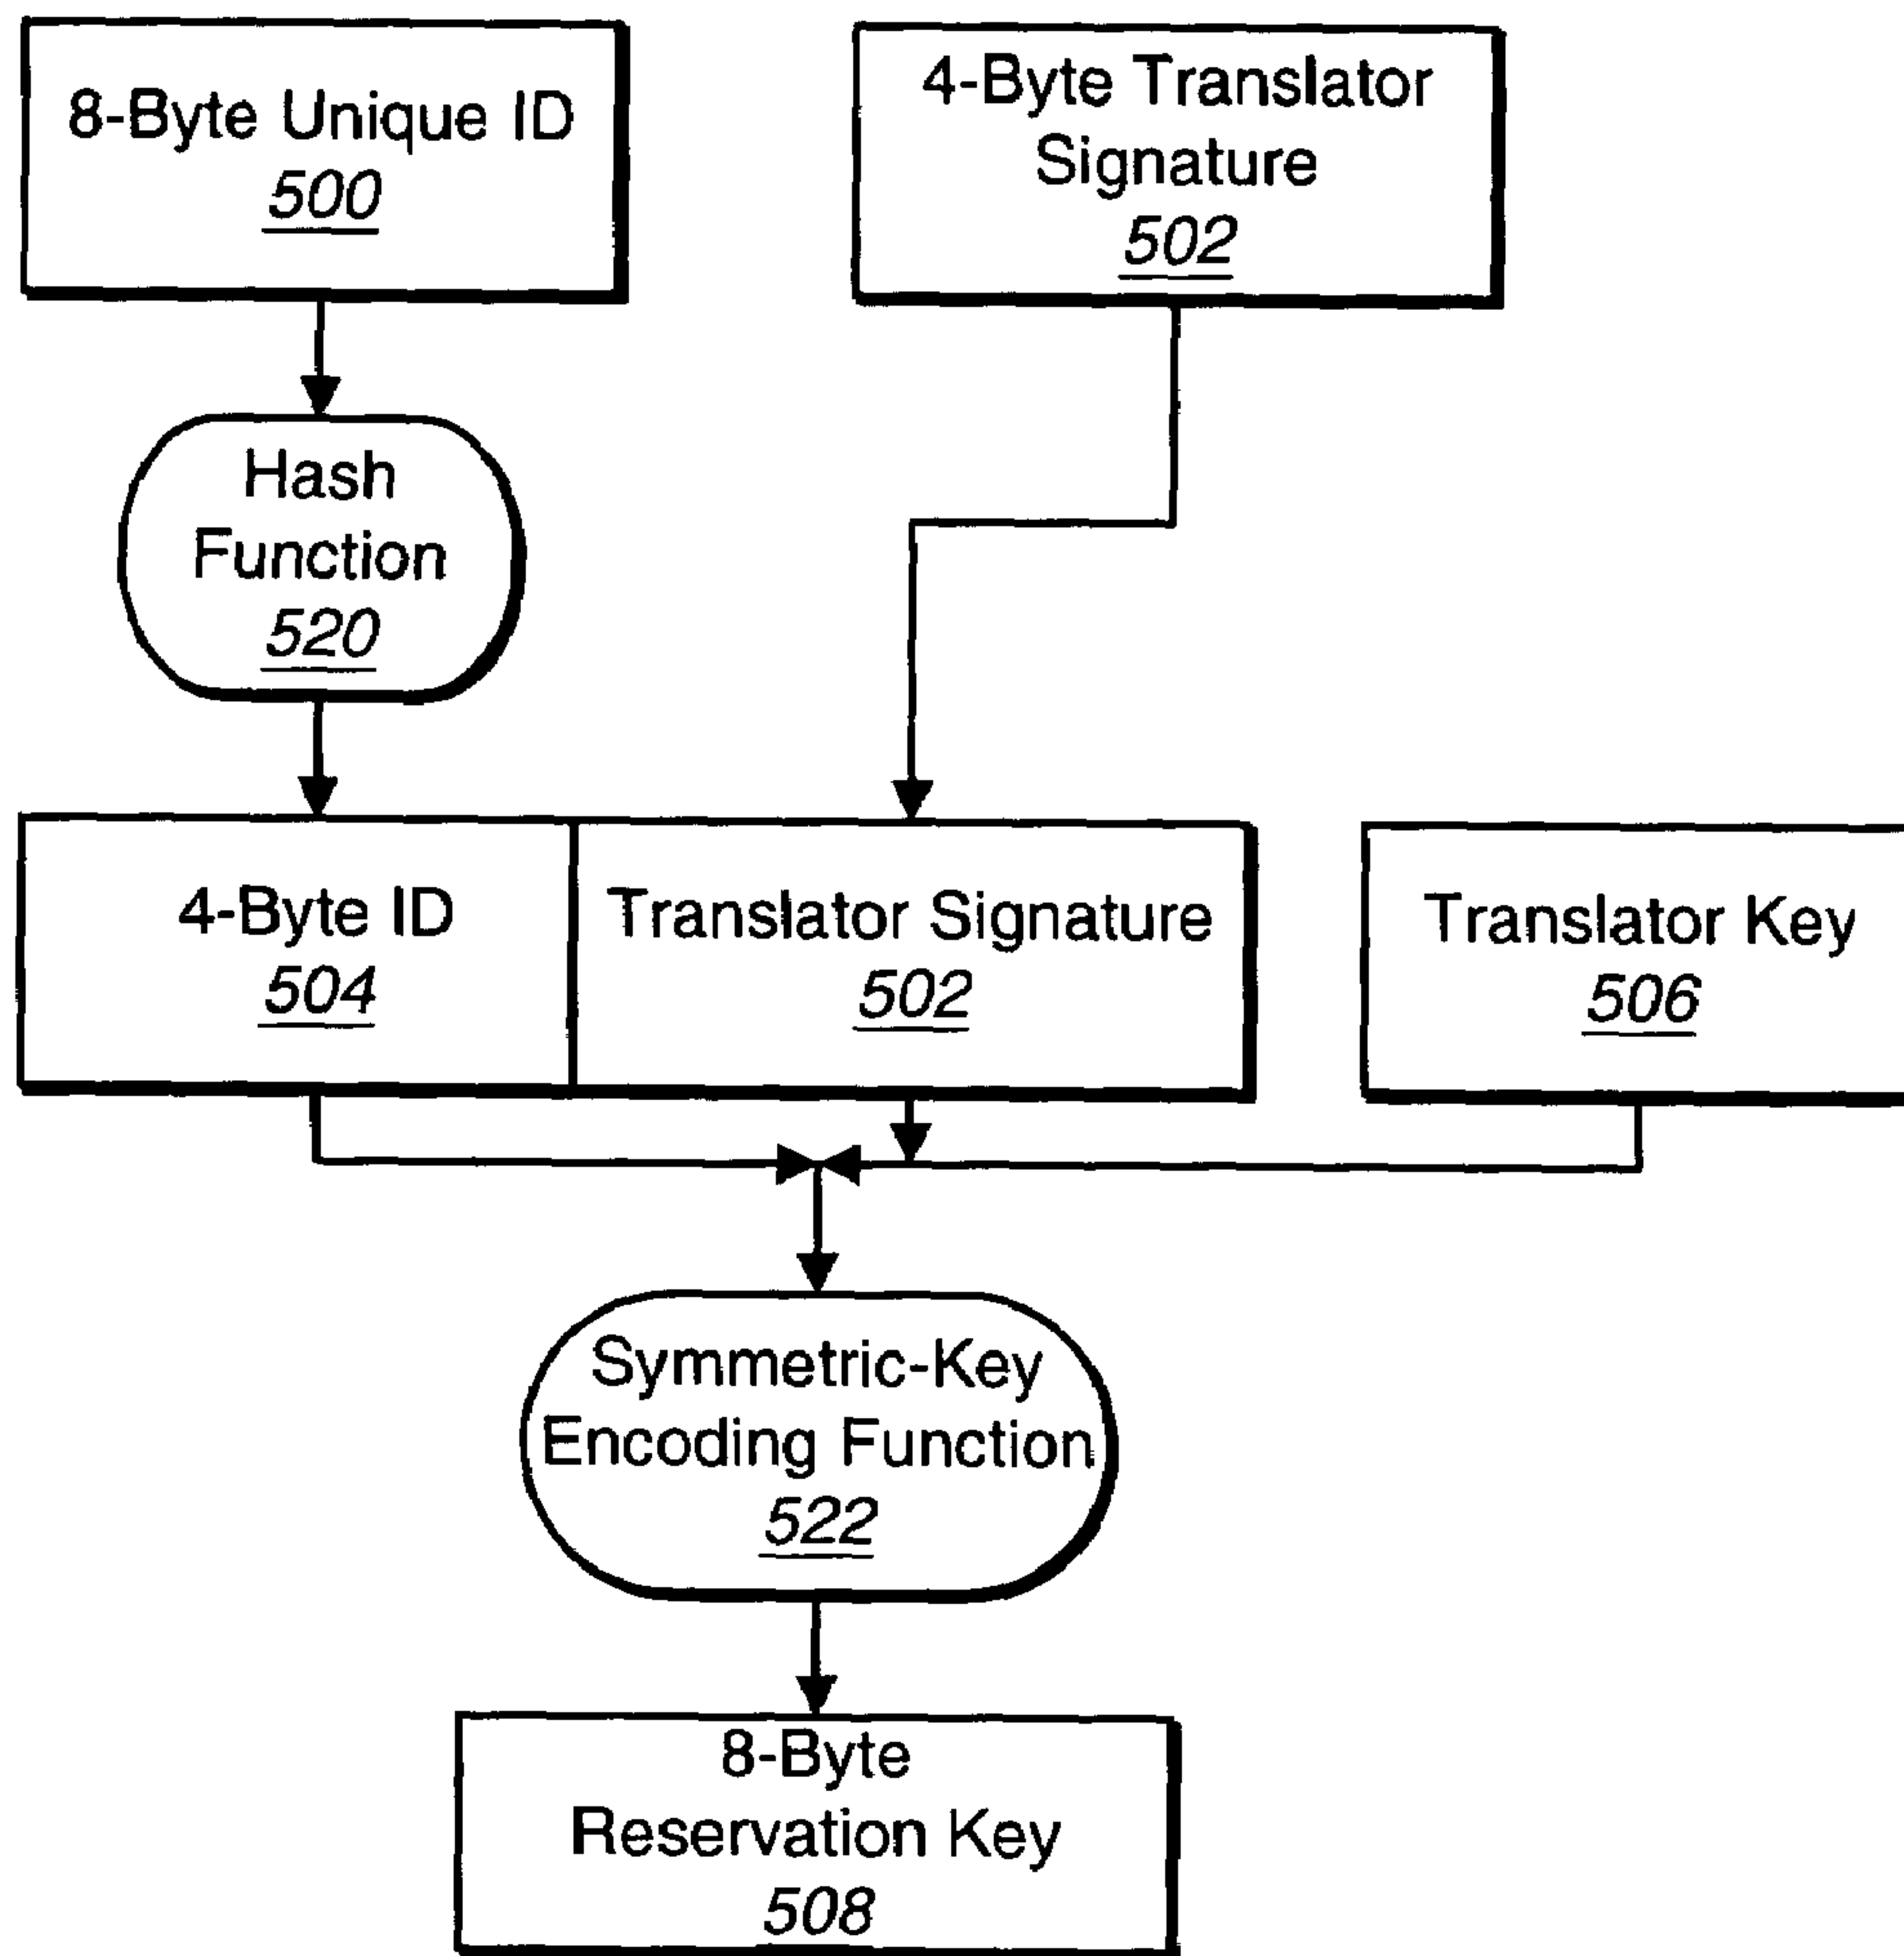 8-Byte Unique ID
500
4-Byte Translator
Signature
502
Hash
Function
520
4-Byte ID
504
Translator Signature
502
Translator Key
506
Symmetric-Key
Encoding Function
522
8-Byte
Reservation Key
508